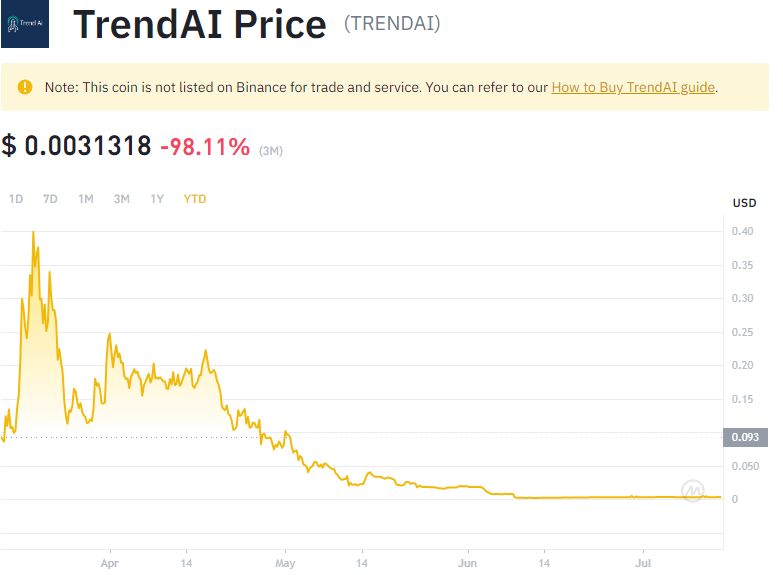 Trend Ai
TrendAI Price (TRENDAI)
Note: This coin is not listed on Binance for trade and service. You can refer to our How to Buy TrendAI guide.
$ 0.0031318 -98.11% (3M)
1D 7D 1M 3M 1Y YTD
USD
0.40
0.35
0.30
0.25
0.20
0.15
0.093
0.050
0
Apr 14 May 14 Jun 14 Jul